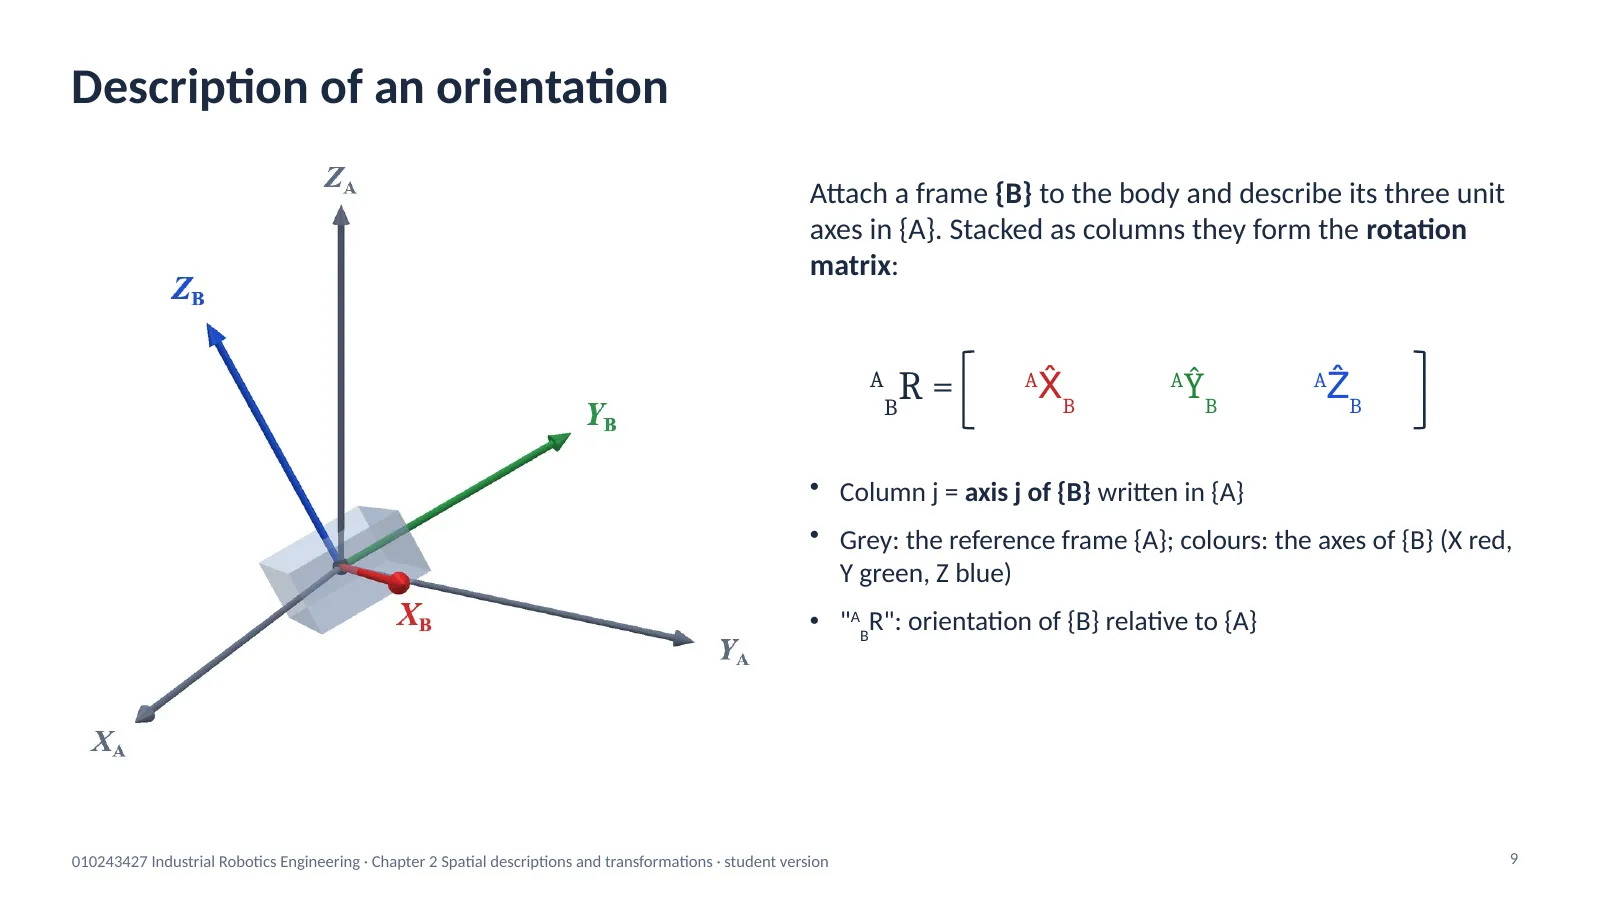 Description of an orientation
Z_A
Z_B
Y_B
X_B
Y_A
X_A
Attach a frame {B} to the body and describe its three unit
axes in {A}. Stacked as columns they form the rotation
matrix:
ᴬ_BR = [ ᴬX̂_B ᴬŶ_B ᴬẐ_B ]
• Column j = axis j of {B} written in {A}
• Grey: the reference frame {A}; colours: the axes of {B} (X red,
Y green, Z blue)
• "ᴬ_BR": orientation of {B} relative to {A}
010243427 Industrial Robotics Engineering · Chapter 2 Spatial descriptions and transformations · student version
9